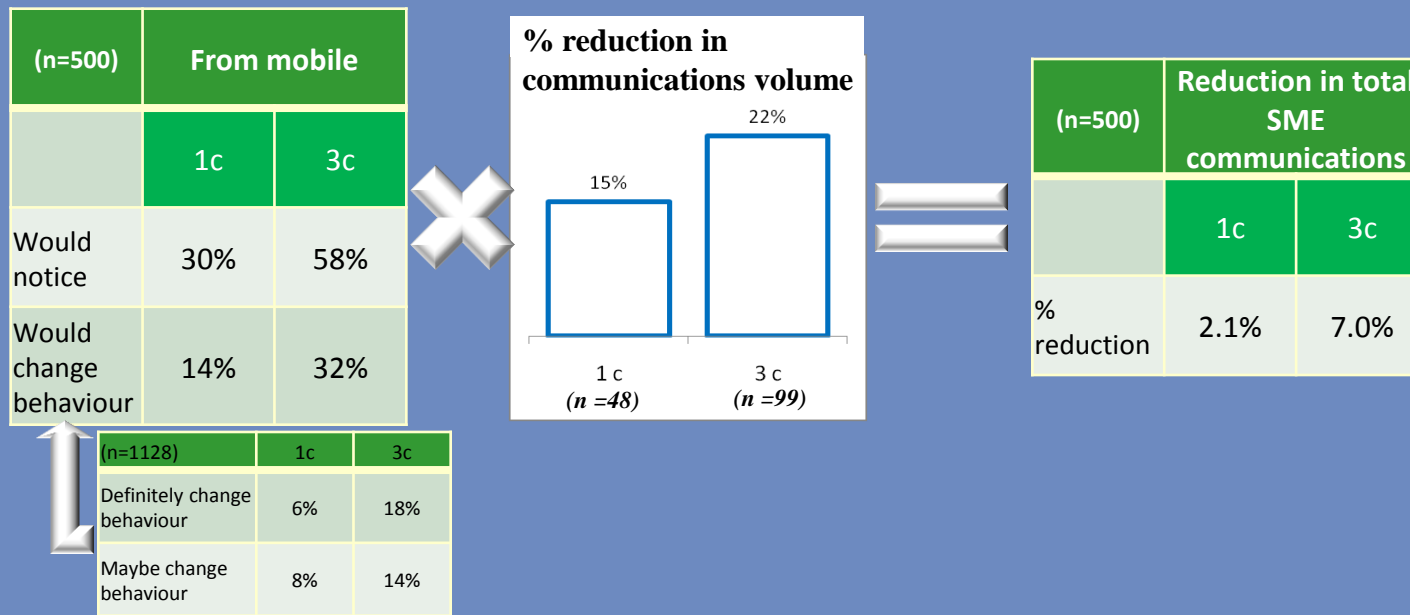 (n=500) From mobile
1c 3c
Would
notice
30% 58%
Would
change
behaviour
14% 32%
(n=1128) 1c 3c
Definitely change
behaviour
6% 18%
Maybe change
behaviour
8% 14%
% reduction in
communications volume
15%
22%
1 c 3 c
(n =48) (n =99)
(n=500)
Reduction in total
SME
communications
1c 3c
%
reduction
2.1% 7.0%